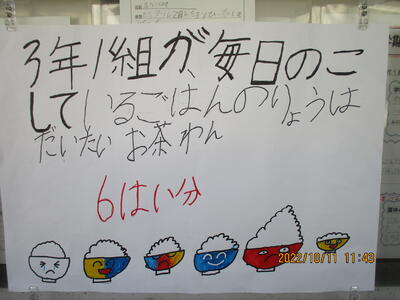 3年1組が、毎日のこ
しているごはんのりょうは
だいたい お茶わん
6はい分
2022/10/11 11:43